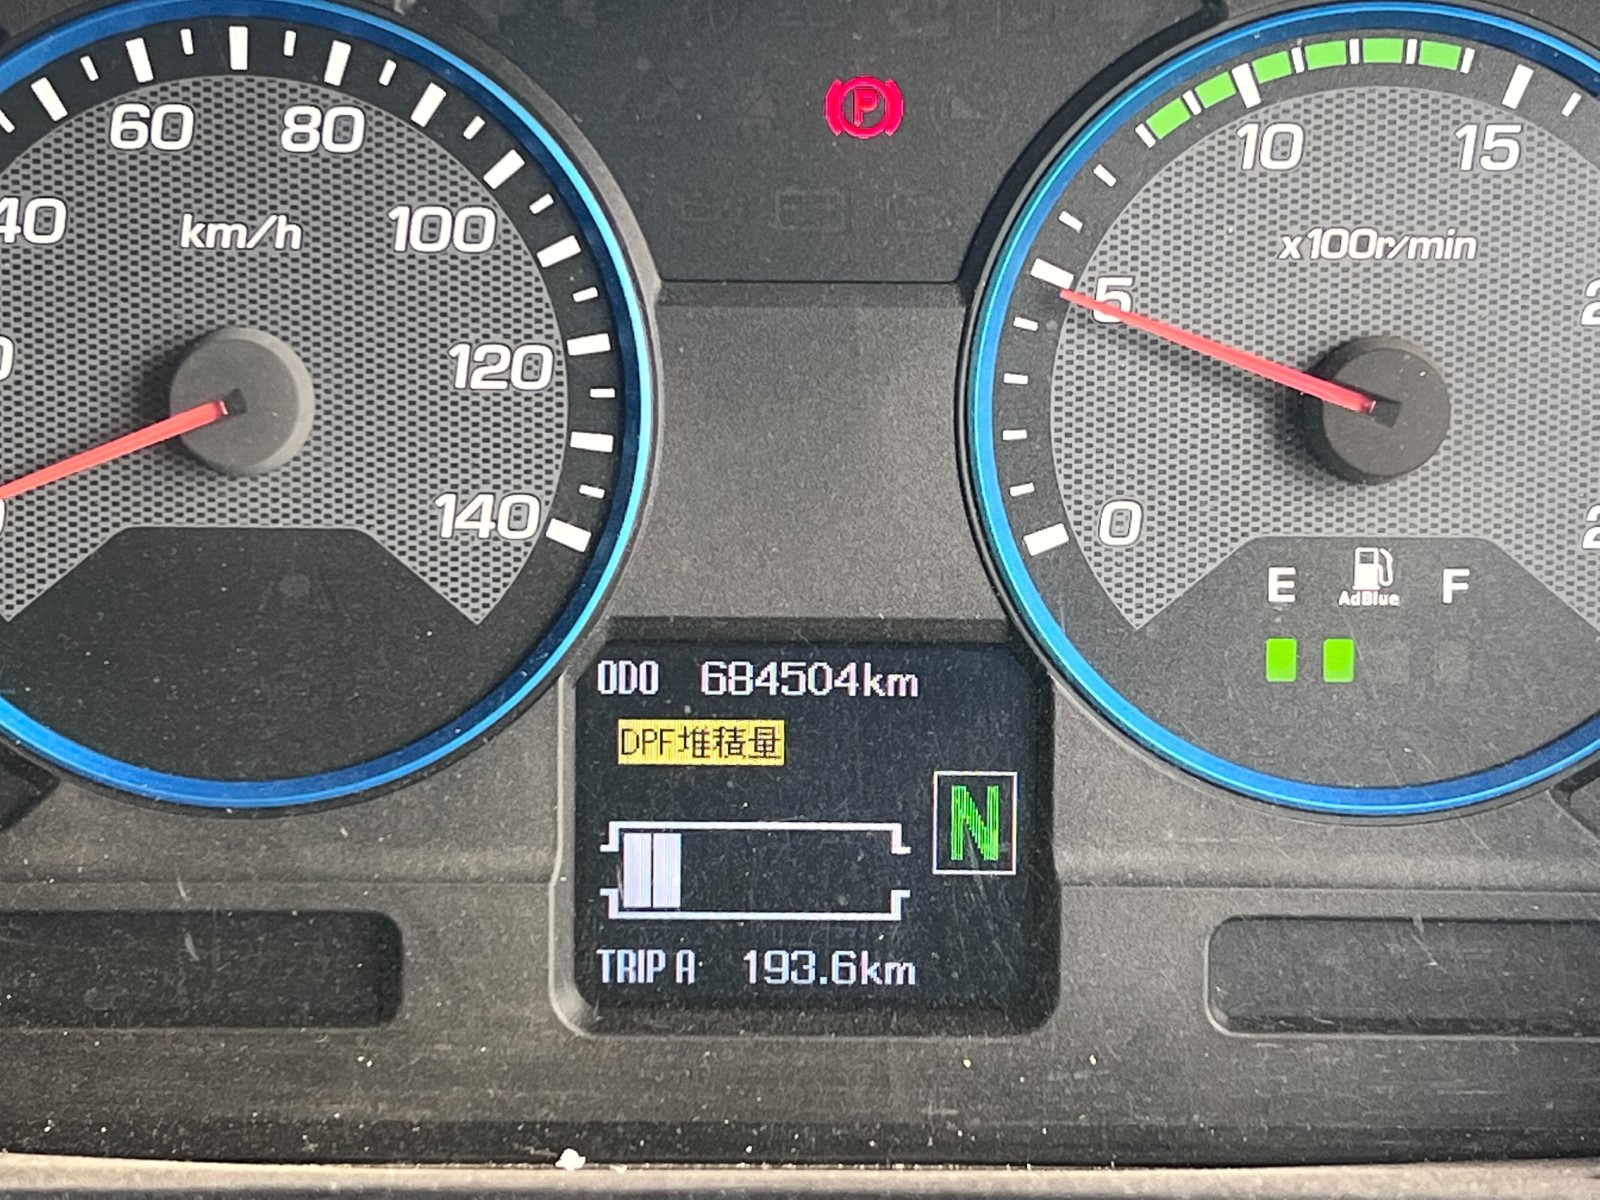 60
80
40
km/h
100
120
140
P
10
15
x100r/min
5
0
E
F
AdBlue
ODO 684504km
DPF堆積量
N
TRIP A 193.6km